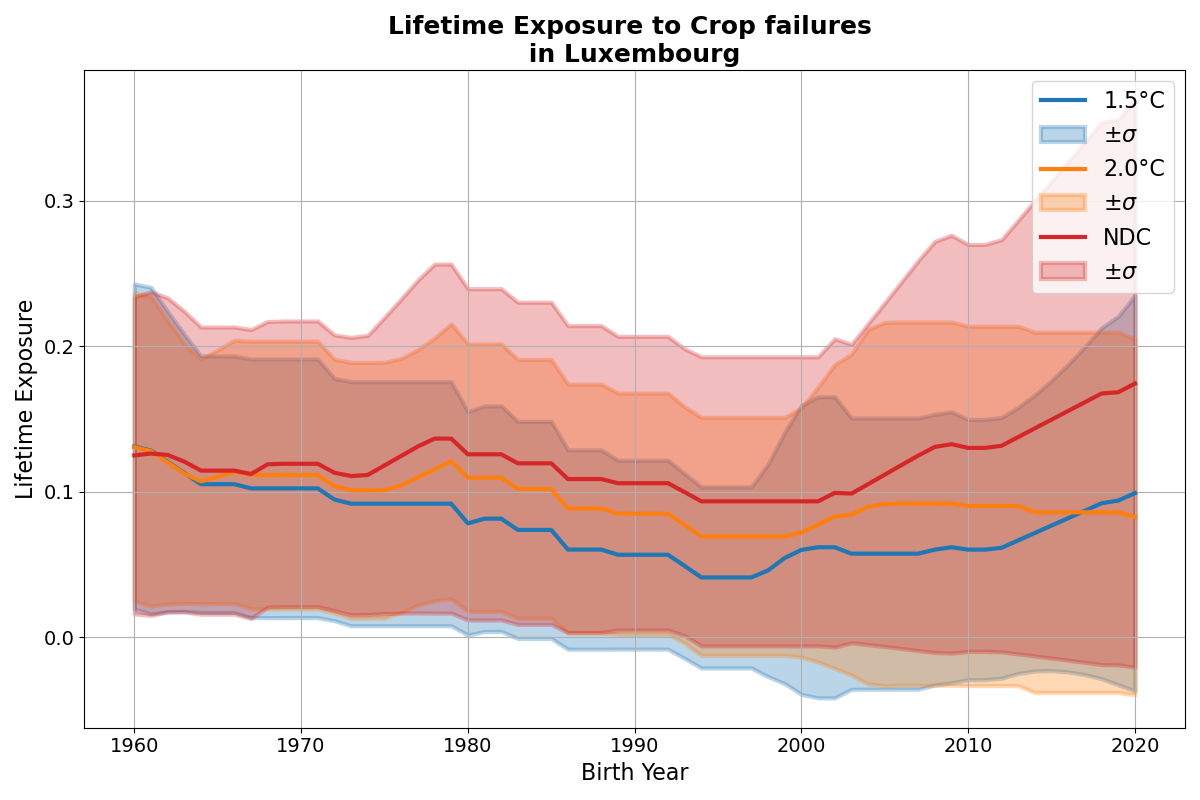 Lifetime Exposure to Crop failures
in Luxembourg
1.5°C
±σ
2.0°C
±σ
NDC
±σ
Lifetime Exposure
0.3
0.2
0.1
0.0
1960 1970 1980 1990 2000 2010 2020
Birth Year